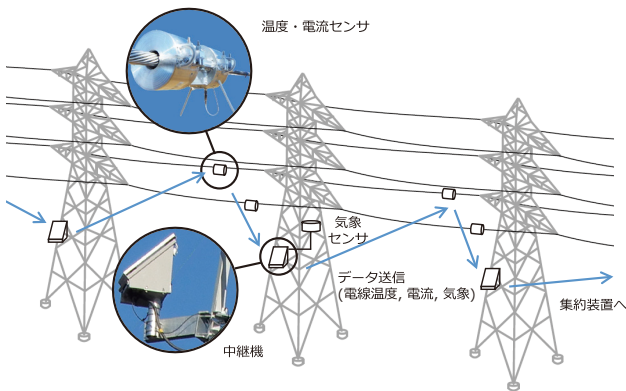 温度・電流センサ
気象
センサ
データ送信
(電線温度, 電流, 気象)
集約装置へ
中継機